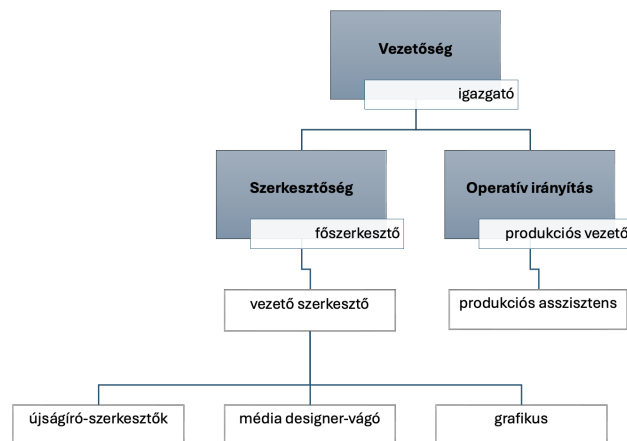 Vezetőség
igazgató
Szerkesztőség
főszerkesztő
Operatív irányítás
produkciós vezető
vezető szerkesztő
produkciós asszisztens
újságíró-szerkesztők
média designer-vágó
grafikus